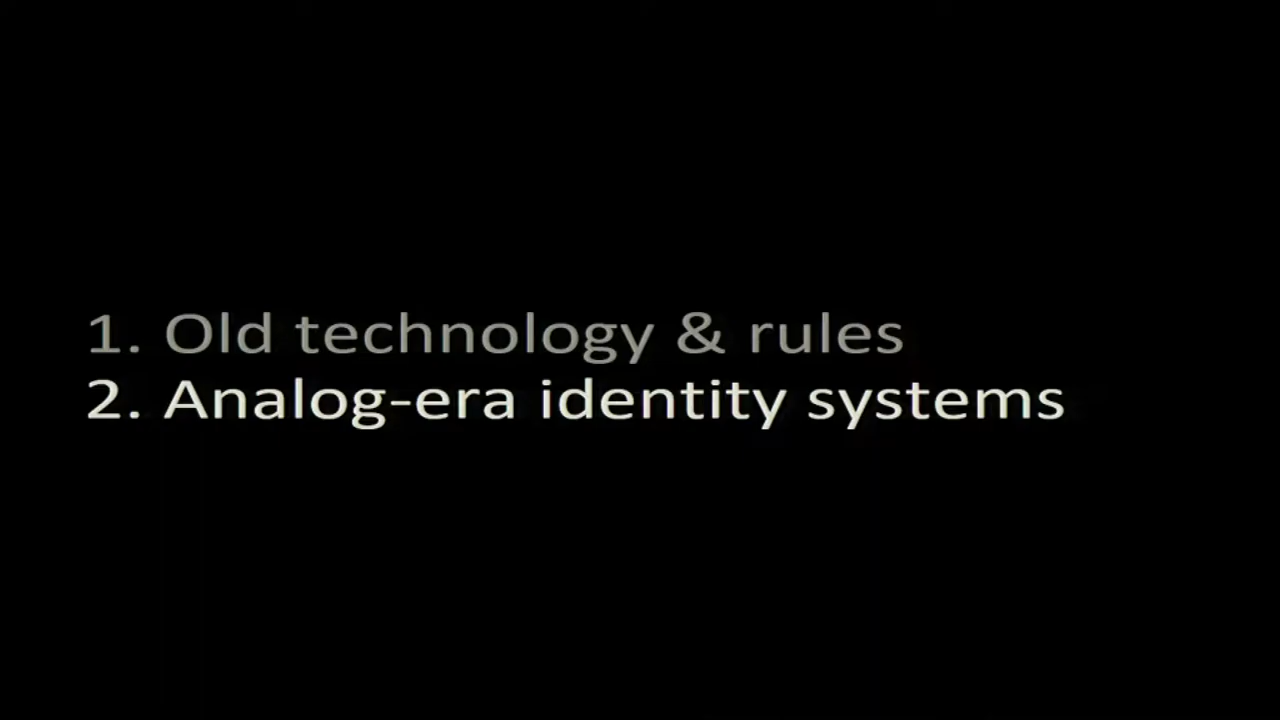 1. Old technology & rules
2. Analog-era identity systems